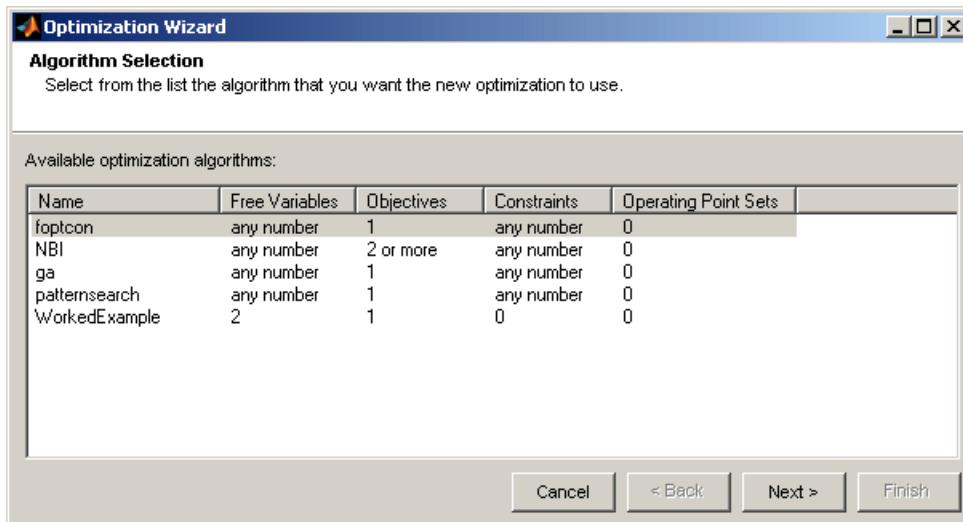 Optimization Wizard
Algorithm Selection
Select from the list the algorithm that you want the new optimization to use.
Available optimization algorithms:
Name Free Variables Objectives Constraints Operating Point Sets
foptcon any number 1 any number 0
NBI any number 2 or more any number 0
ga any number 1 any number 0
patternsearch any number 1 any number 0
WorkedExample 2 1 0 0
Cancel < Back Next > Finish